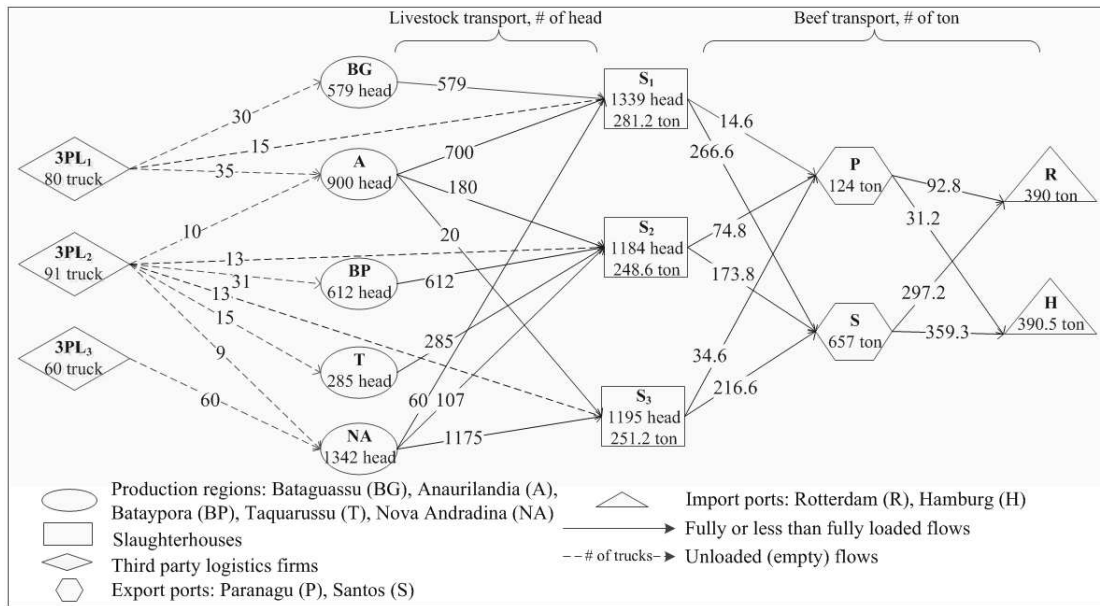 Livestock transport, # of head
Beef transport, # of ton
BG
579 head
579
S₁
1339 head
281.2 ton
30
15
14.6
3PL₁
80 truck
35
A
900 head
700
266.6
P
124 ton
92.8
R
390 ton
180
31.2
10
20
S₂
1184 head
248.6 ton
74.8
3PL₂
91 truck
13
31
BP
612 head
612
173.8
13
297.2
H
390.5 ton
15
S
657 ton
359.3
3PL₃
60 truck
9
T
285 head
285
34.6
60
60
107
S₃
1195 head
251.2 ton
216.6
NA
1342 head
1175
Production regions: Bataguassu (BG), Anaurilandia (A),
Bataypora (BP), Taquarussu (T), Nova Andradina (NA)
Slaughterhouses
Third party logistics firms
Export ports: Paranagu (P), Santos (S)
Import ports: Rotterdam (R), Hamburg (H)
Fully or less than fully loaded flows
# of trucks
Unloaded (empty) flows